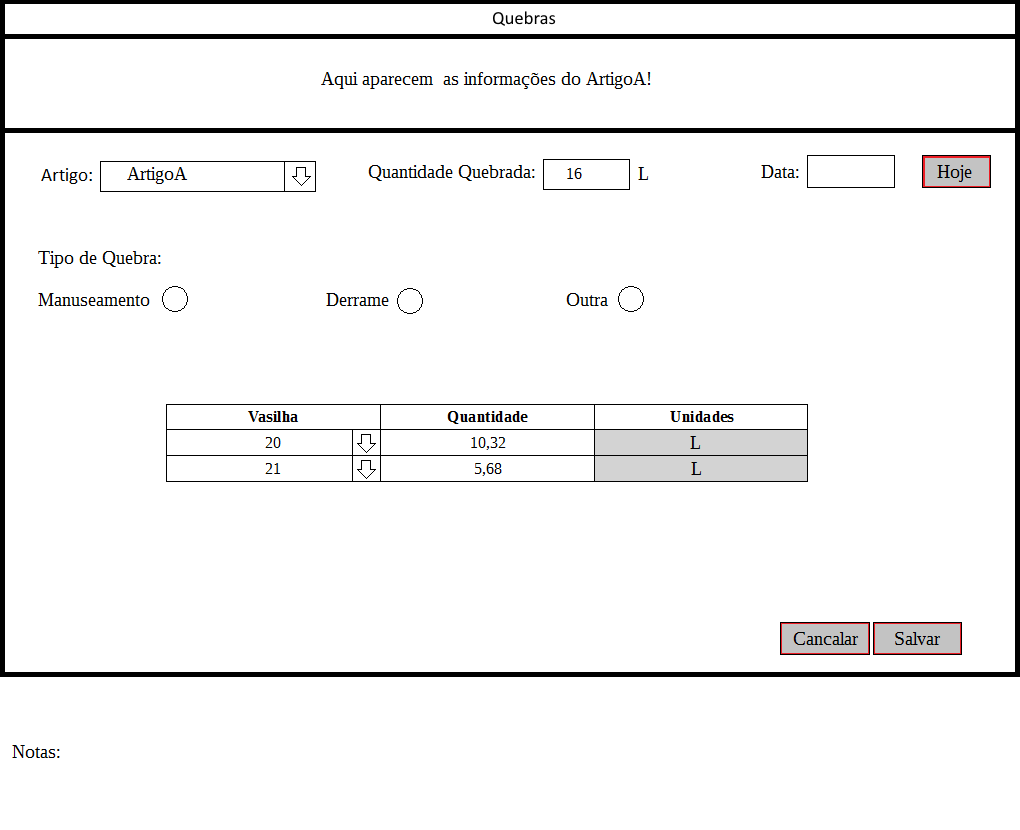 Quebras
Aqui aparecem  as informações do ArtigoA!
Artigo: ArtigoA Quantidade Quebrada: 16 L Data: Hoje
Tipo de Quebra:
Manuseamento Derrame Outra
Vasilha Quantidade Unidades
20 10,32 L
21 5,68 L
Cancalar Salvar
Notas: